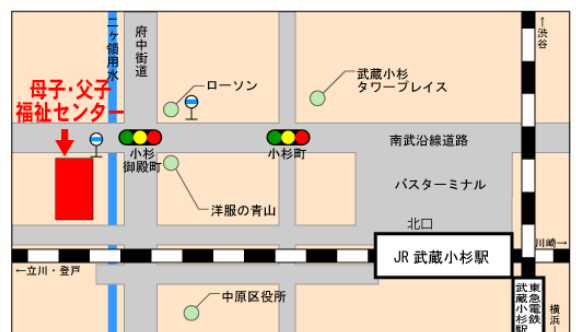 二ヶ領用水
府中街道
←渋谷
母子・父子
福祉センター
ローソン
武蔵小杉
タワープレイス
小杉
御殿町
小杉町
南武沿線道路
洋服の青山
バスターミナル
北口
JR 武蔵小杉駅
川崎→
←立川・登戸
中原区役所
東急電鉄
武蔵小杉駅
横浜